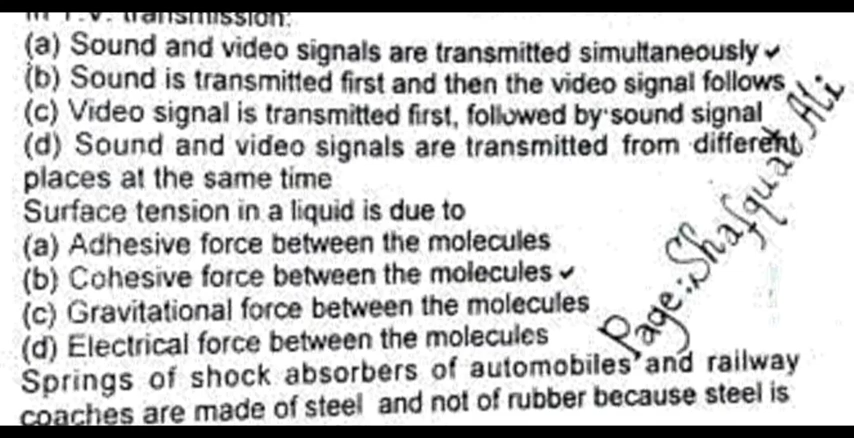 In T.V. transmission:
(a) Sound and video signals are transmitted simultaneously ✓
(b) Sound is transmitted first and then the video signal follows
(c) Video signal is transmitted first, followed by sound signal
(d) Sound and video signals are transmitted from different
places at the same time
Surface tension in a liquid is due to
(a) Adhesive force between the molecules
(b) Cohesive force between the molecules ✓
(c) Gravitational force between the molecules
(d) Electrical force between the molecules
Springs of shock absorbers of automobiles and railway
coaches are made of steel and not of rubber because steel is
Page: Shafquat Ali